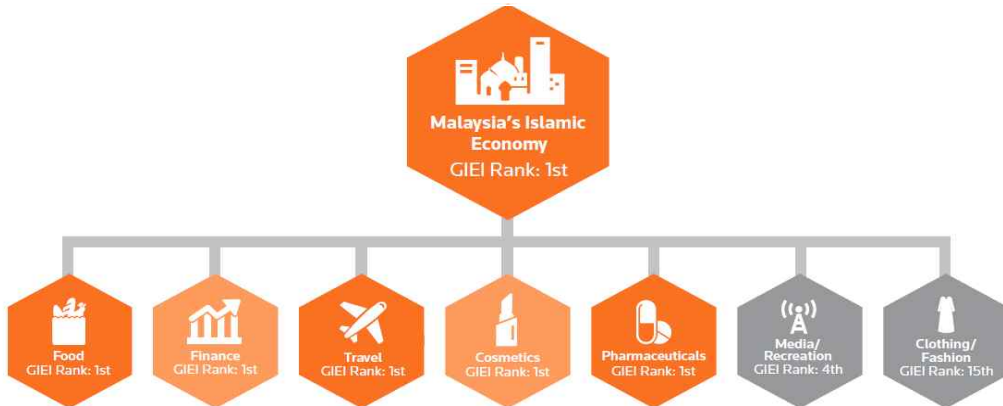 Malaysia's Islamic
Economy
GIEI Rank: 1st
Food
GIEI Rank: 1st
Finance
GIEI Rank: 1st
Travel
GIEI Rank: 1st
Cosmetics
GIEI Rank: 1st
Pharmaceuticals
GIEI Rank: 1st
Media/
Recreation
GIEI Rank: 4th
Clothing/
Fashion
GIEI Rank: 15th